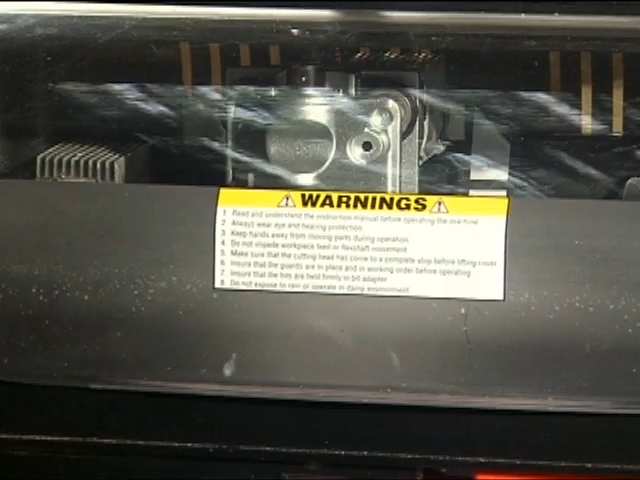 WARNINGS
1. Read and understand the instruction manual before operating the machine
2. Always wear eye and hearing protection.
3. Keep hands away from moving parts during operation.
4. Do not impede workpiece feed or flexshaft movement.
5. Make sure that the cutting head has come to a complete stop before lifting cover
6. Insure that the guards are in place and in working order before operating
7. Insure that the bits are held firmly in bit adapter
8. Do not expose to rain or operate in damp environment